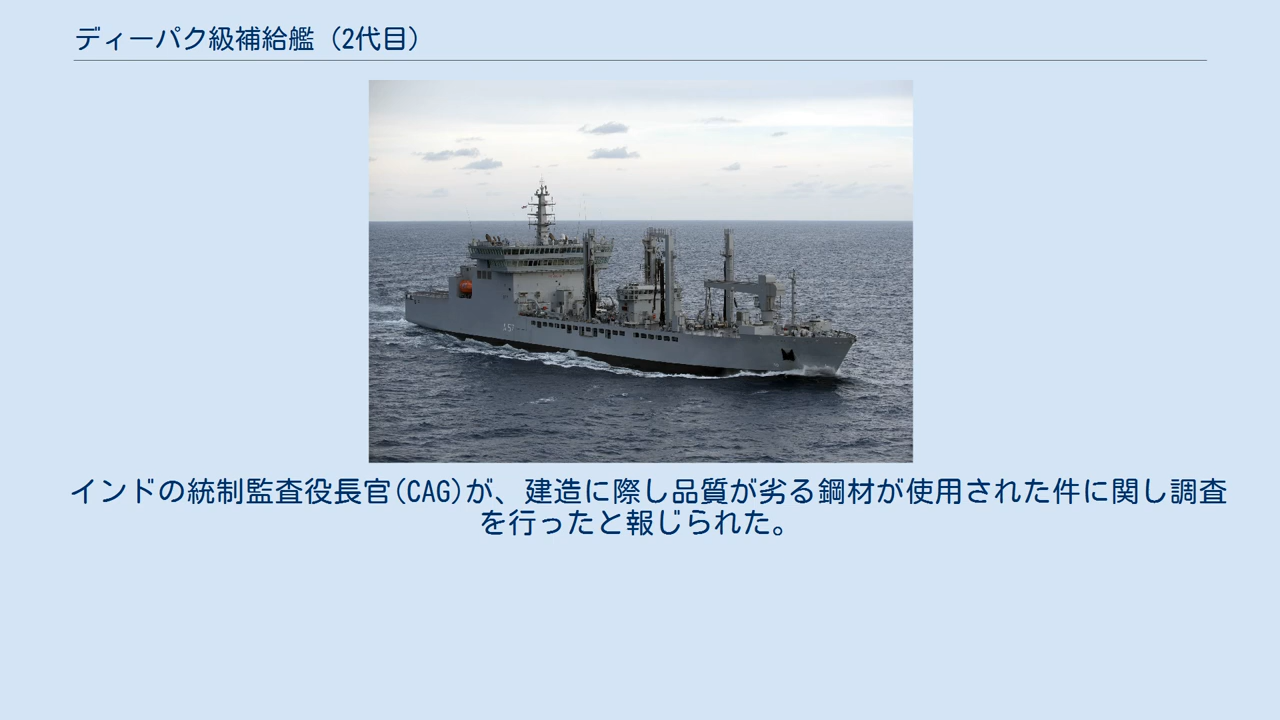 ディーパク級補給艦（2代目）
A 57
インドの統制監査役長官(CAG)が、建造に際し品質が劣る鋼材が使用された件に関し調査
を行ったと報じられた。